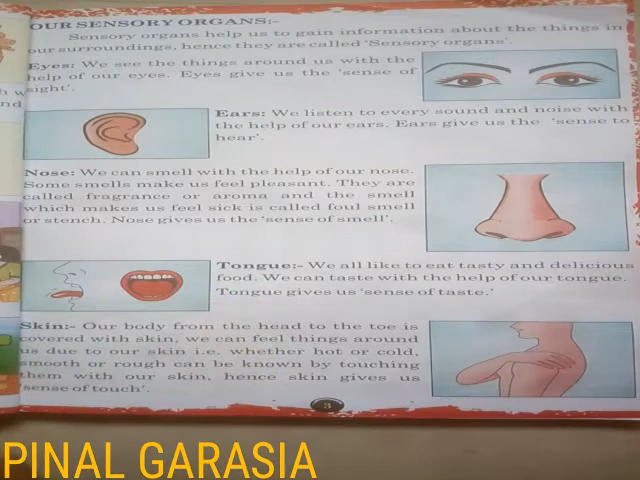 OUR SENSORY ORGANS:-
Sensory organs help us to gain information about the things in
our surroundings, hence they are called 'Sensory organs'.
Eyes: We see the things around us with the
help of our eyes. Eyes give us the 'sense of
sight'.
Ears: We listen to every sound and noise with
the help of our ears. Ears give us the 'sense to
hear'.
Nose: We can smell with the help of our nose.
Some smells make us feel pleasant. They are
called fragrance or aroma and the smell
which makes us feel sick is called foul smell
or stench. Nose gives us the 'sense of smell'.
Tongue:- We all like to eat tasty and delicious
food. We can taste with the help of our tongue.
Tongue gives us 'sense of taste.'
Skin:- Our body from the head to the toe is
covered with skin, we can feel things around
us due to our skin i.e. whether hot or cold,
smooth or rough can be known by touching
them with our skin, hence skin gives us
'sense of touch'.
3
PINAL GARASIA